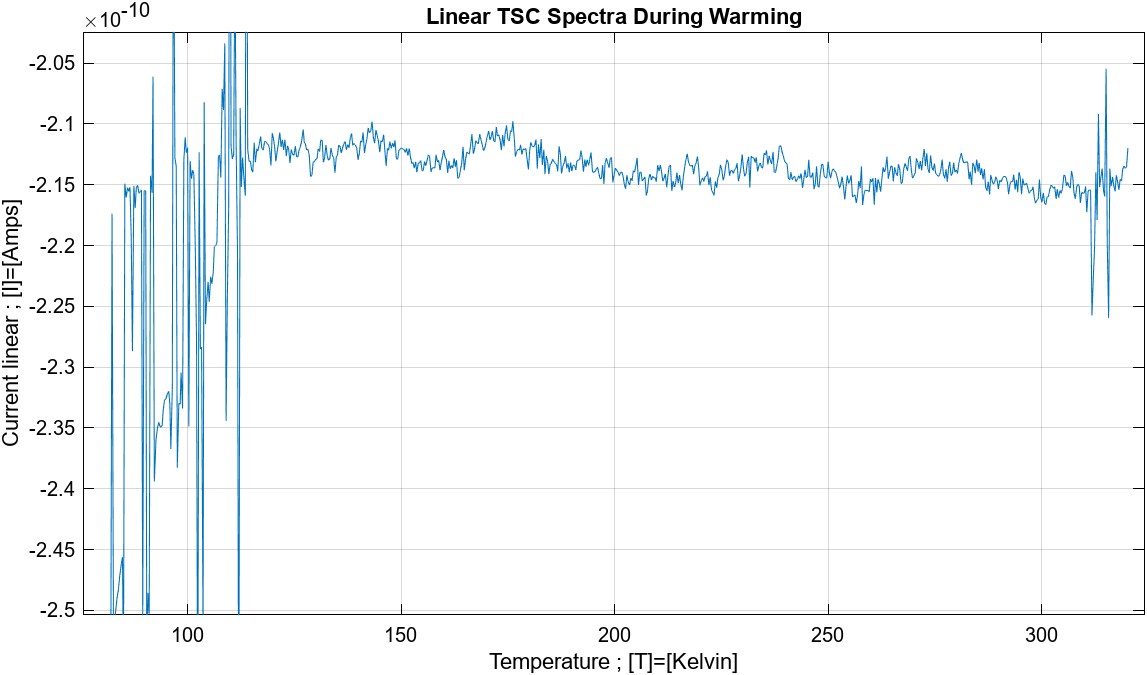 Linear TSC Spectra During Warming
×10-10
-2.05
-2.1
-2.15
-2.2
-2.25
-2.3
-2.35
-2.4
-2.45
-2.5
Current linear ; [I]=[Amps]
100 150 200 250 300
Temperature ; [T]=[Kelvin]